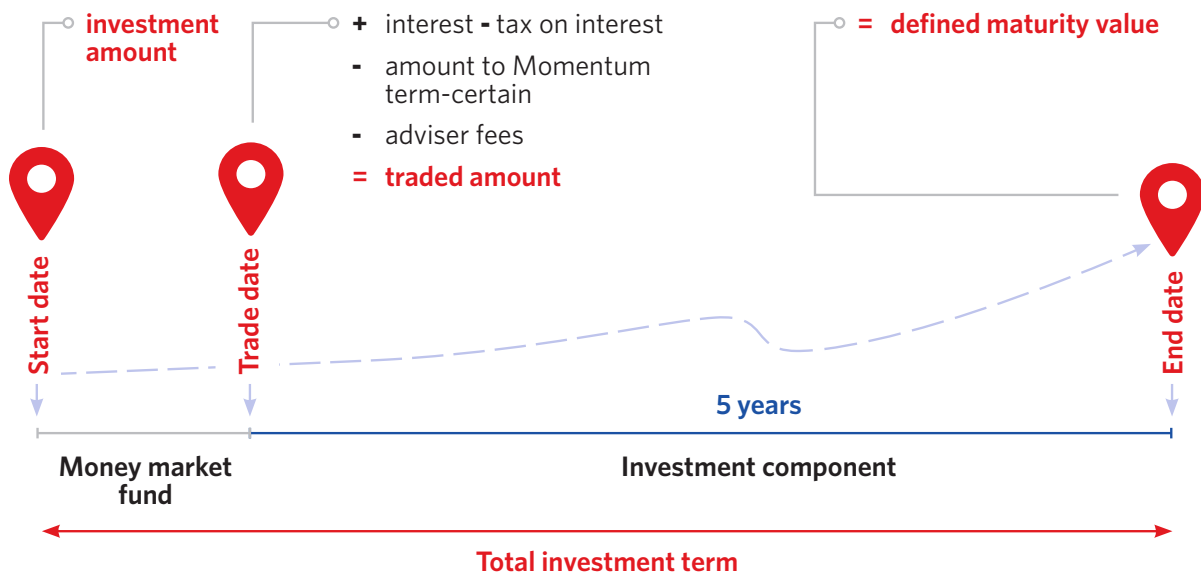 investment
amount
+ interest - tax on interest
- amount to Momentum
term-certain
- adviser fees
= traded amount
= defined maturity value
Start date
Trade date
End date
5 years
Money market
fund
Investment component
Total investment term